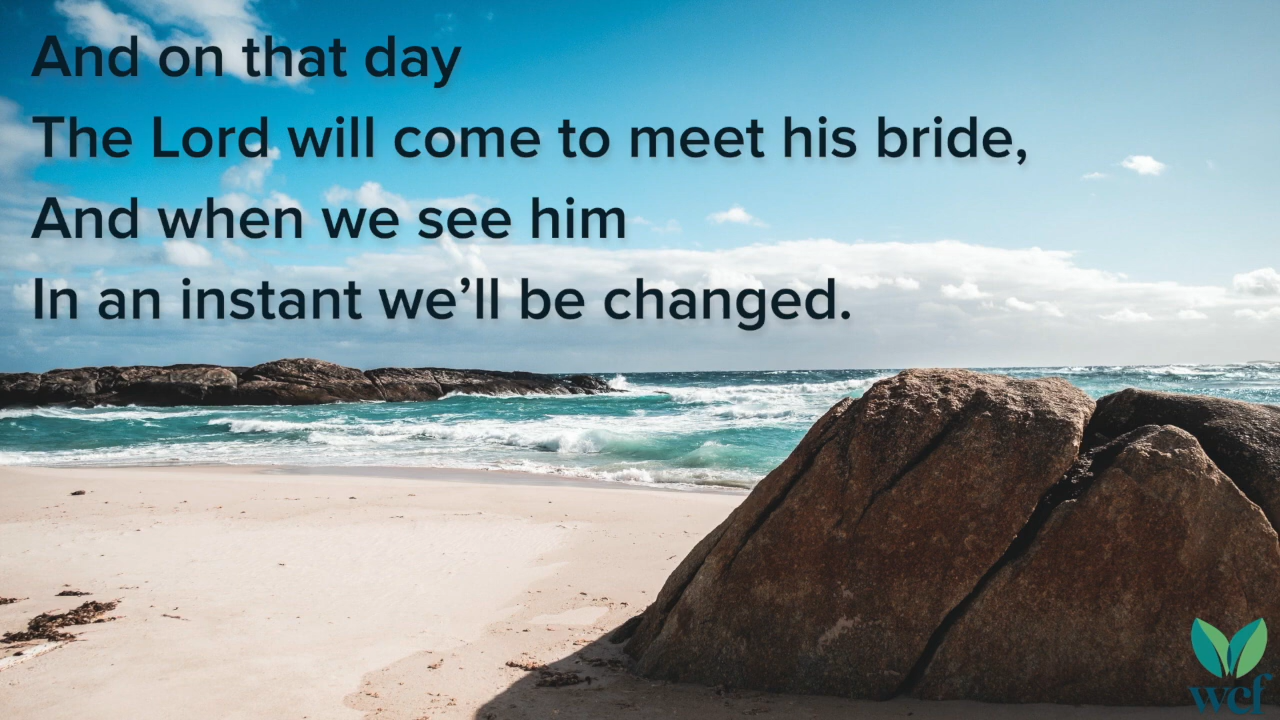 And on that day
The Lord will come to meet his bride,
And when we see him
In an instant we’ll be changed.
wcf